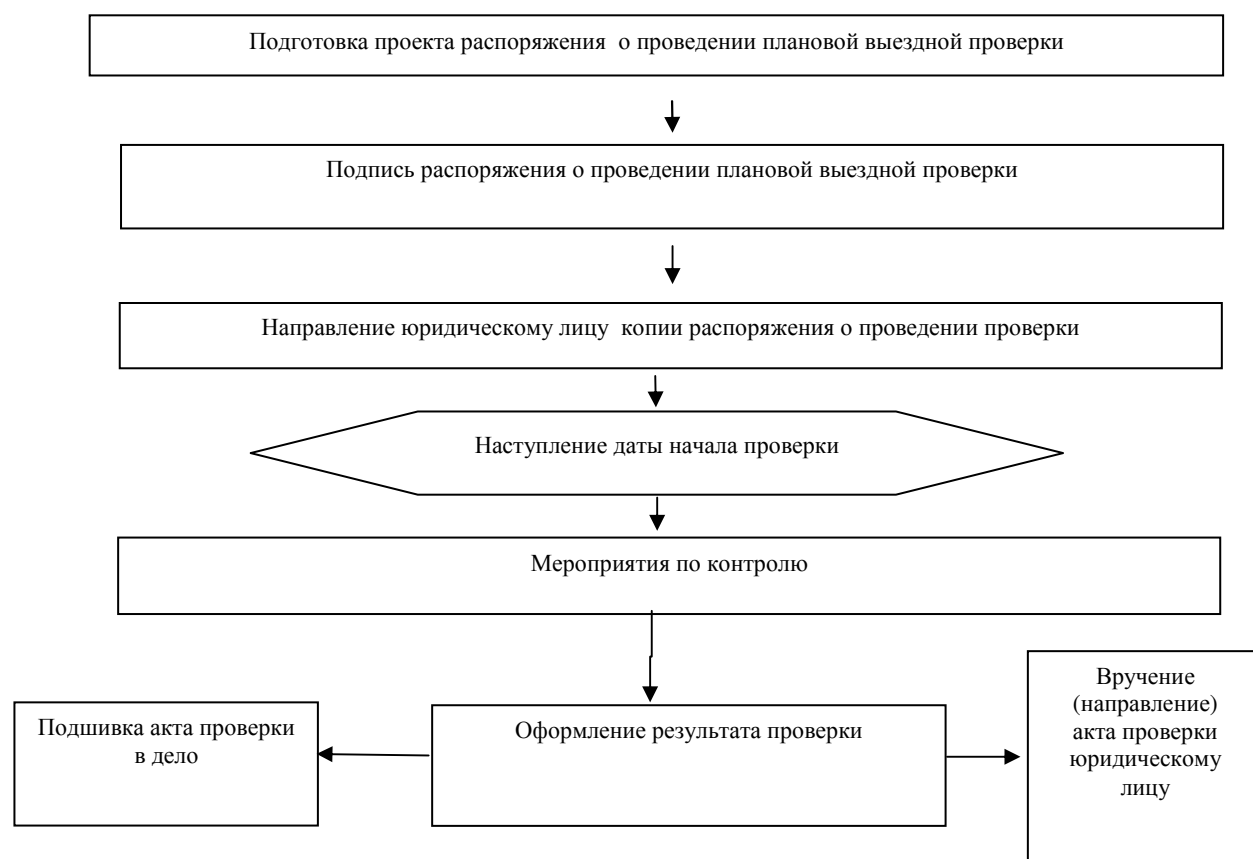 Подготовка проекта распоряжения  о проведении плановой выездной проверки
Подпись распоряжения о проведении плановой выездной проверки
Направление юридическому лицу  копии распоряжения о проведении проверки
Наступление даты начала проверки
Мероприятия по контролю
Подшивка акта проверки
в дело
Оформление результата проверки
Вручение
(направление)
акта проверки
юридическому
лицу